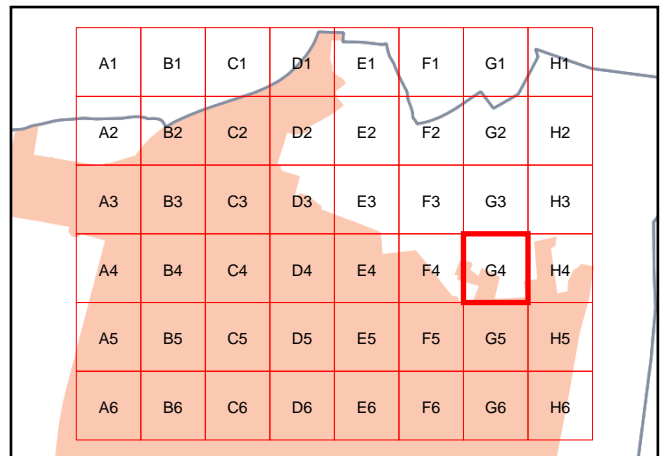 A1 B1 C1 D1 E1 F1 G1 H1
A2 B2 C2 D2 E2 F2 G2 H2
A3 B3 C3 D3 E3 F3 G3 H3
A4 B4 C4 D4 E4 F4 G4 H4
A5 B5 C5 D5 E5 F5 G5 H5
A6 B6 C6 D6 E6 F6 G6 H6